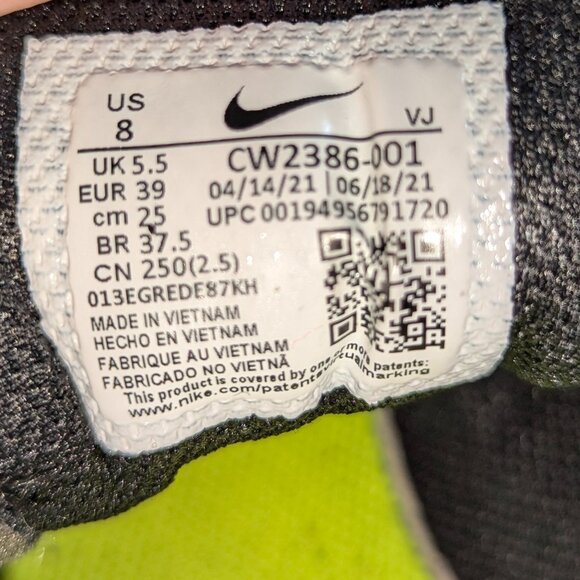 US
8
VJ
UK 5.5
CW2386-001
EUR 39
04/14/21 | 06/18/21
cm 25
UPC 00194956791720
BR 37.5
CN 250(2.5)
013EGREDE87KH
MADE IN VIETNAM
HECHO EN VIETNAM
FABRIQUE AU VIETNAM
FABRICADO NO VIETNÃ
This product is covered by one or more patents:
www.nike.com/patentsvirtualmarking